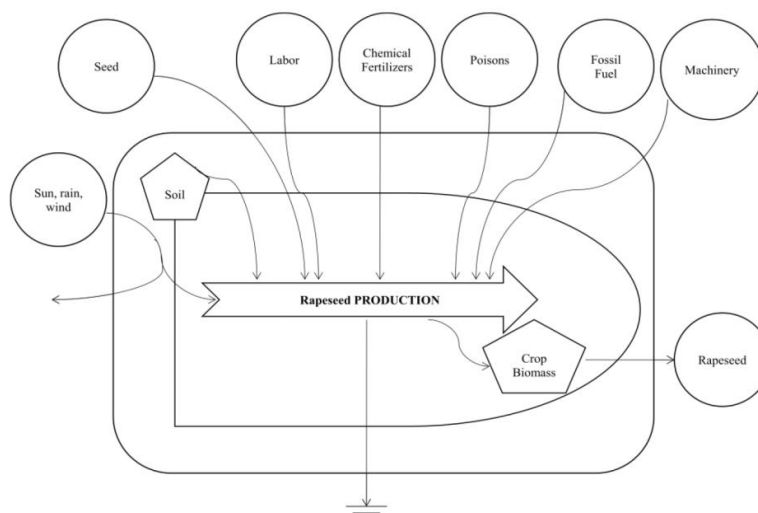 Seed
Labor
Chemical
Fertilizers
Poisons
Fossil
Fuel
Machinery
Sun, rain,
wind
Soil
Rapeseed PRODUCTION
Crop
Biomass
Rapeseed